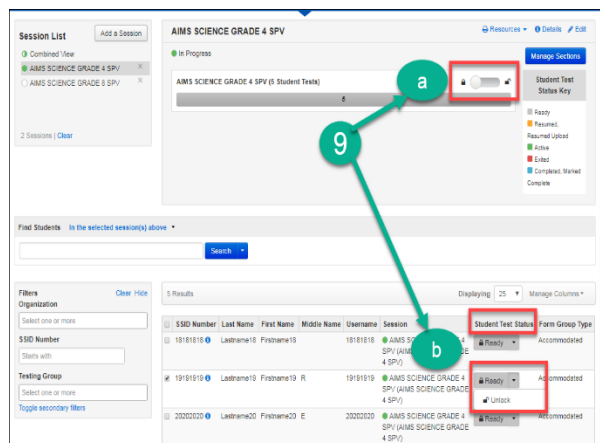 Session List
Add a Session
Combined View
AIMS SCIENCE GRADE 4 SPV
AIMS SCIENCE GRADE 8 SPV
2 Sessions | Clear
AIMS SCIENCE GRADE 4 SPV
Resources
Details
Edit
In Progress
Manage Sections
AIMS SCIENCE GRADE 4 SPV (5 Student Tests)
5
a
9
Student Test
Status Key
Ready
Resumed,
Resumed Upload
Active
Exited
Completed, Marked
Complete
Find Students In the selected session(s) above
Search
Filters Clear Hide
Organization
Select one or more
SSID Number
Starts with
Testing Group
Select one or more
Toggle secondary filters
5 Results
Displaying 25 Manage Columns
SSID Number Last Name First Name Middle Name Username Session Student Test Status Form Group Type
b
18181818 Lastname18 Firstname18 18181818 AIMS SCIENCE GRADE 4 Ready Accommodated
SPV (AIMS SCIENCE GRADE
4 SPV)
19191919 Lastname19 Firstname19 R 19191919 AIMS SCIENCE GRADE 4 Ready Accommodated
SPV (AIMS SCIENCE GRADE
4 SPV)
Unlock
20202020 Lastname20 Firstname20 E 20202020 AIMS SCIENCE GRADE 4 Ready Accommodated
SPV (AIMS SCIENCE GRADE
4 SPV)